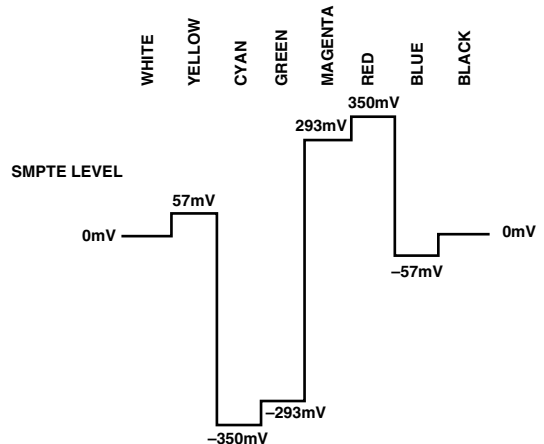 WHITE
YELLOW
CYAN
GREEN
MAGENTA
RED
BLUE
BLACK
350mV
293mV
SMPTE LEVEL
57mV
0mV
0mV
–57mV
–293mV
–350mV